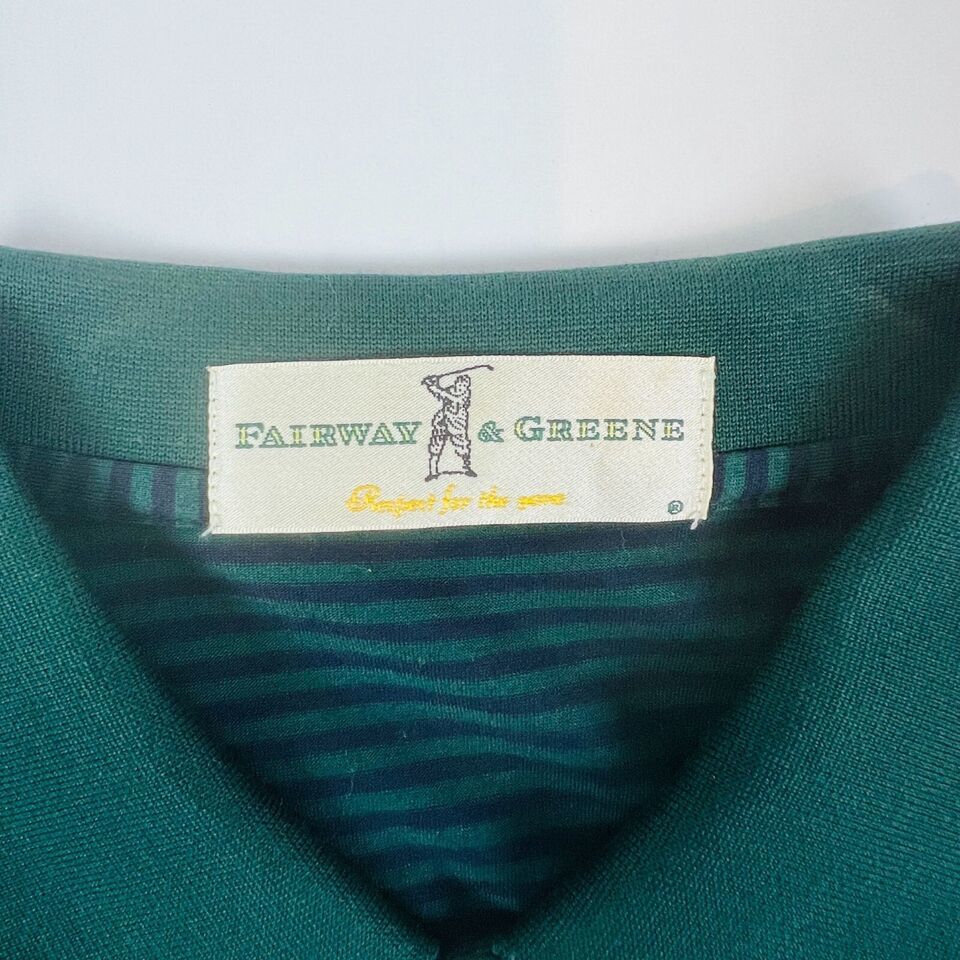 FAIRWAY & GREENE
Respect for the game
®